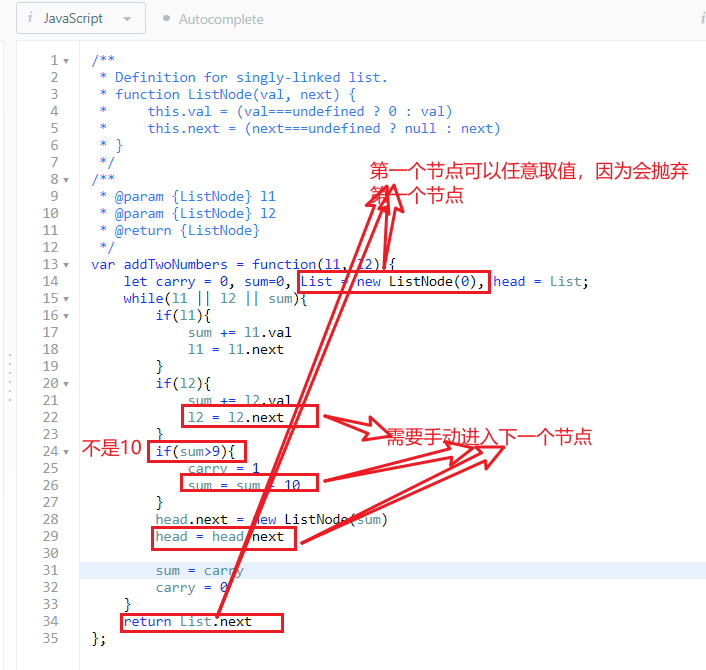 i JavaScript Autocomplete i
1 /**
2 * Definition for singly-linked list.
3 * function ListNode(val, next) {
4 * this.val = (val===undefined ? 0 : val)
5 * this.next = (next===undefined ? null : next)
6 * }
7 */
第一个节点可以任意取值，因为会抛弃
8 /**
第一个节点
9 * @param {ListNode} l1
10 * @param {ListNode} l2
11 * @return {ListNode}
12 */
13 var addTwoNumbers = function(l1, l2) {
14 let carry = 0, sum=0, List = new ListNode(0), head = List;
15 while(l1 || l2 || sum){
16 if(l1){
17 sum += l1.val
18 l1 = l1.next
19 }
20 if(l2){
21 sum += l2.val
22 l2 = l2.next
23 }
需要手动进入下一个节点
不是10
24 if(sum>9){
25 carry = 1
26 sum = sum - 10
27 }
28 head.next = new ListNode(sum)
29 head = head.next
30
31 sum = carry
32 carry = 0
33 }
34 return List.next
35 };